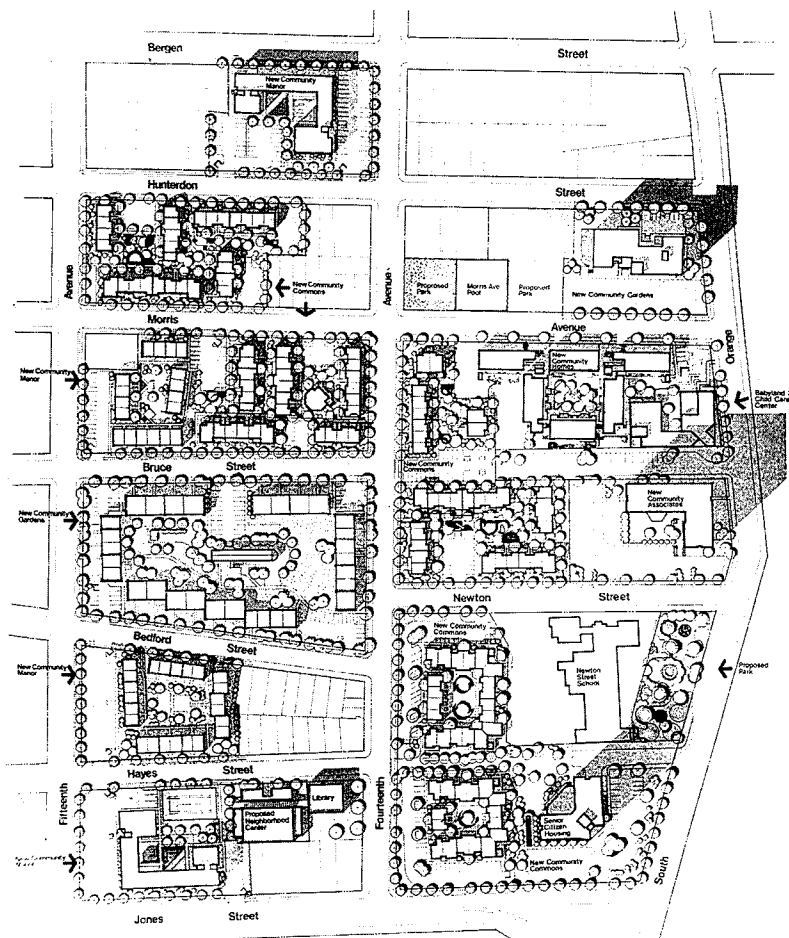 Bergen
Street
New Community
Manor
Hunterdon
Street
Avenue
New Community
Commons
Avenue
Proposed
Park
Morris Ave
Pool
Proposed
Park
New Community Gardens
Morris
Avenue
Orange
New Community
Manor
New
Community
Homes
Babyland
Child Care
Center
Bruce
Street
New Community
Commons
New Community
Gardens
New
Community
Associates
Newton
Street
Bedford
Street
New Community
Commons
New Community
Manor
Newton
Street
School
Proposed
Park
Hayes
Street
Fifteenth
Library
Proposed
Neighborhood
Center
Fourteenth
Senior
Citizen
Housing
New Community
Commons
South
Jones
Street